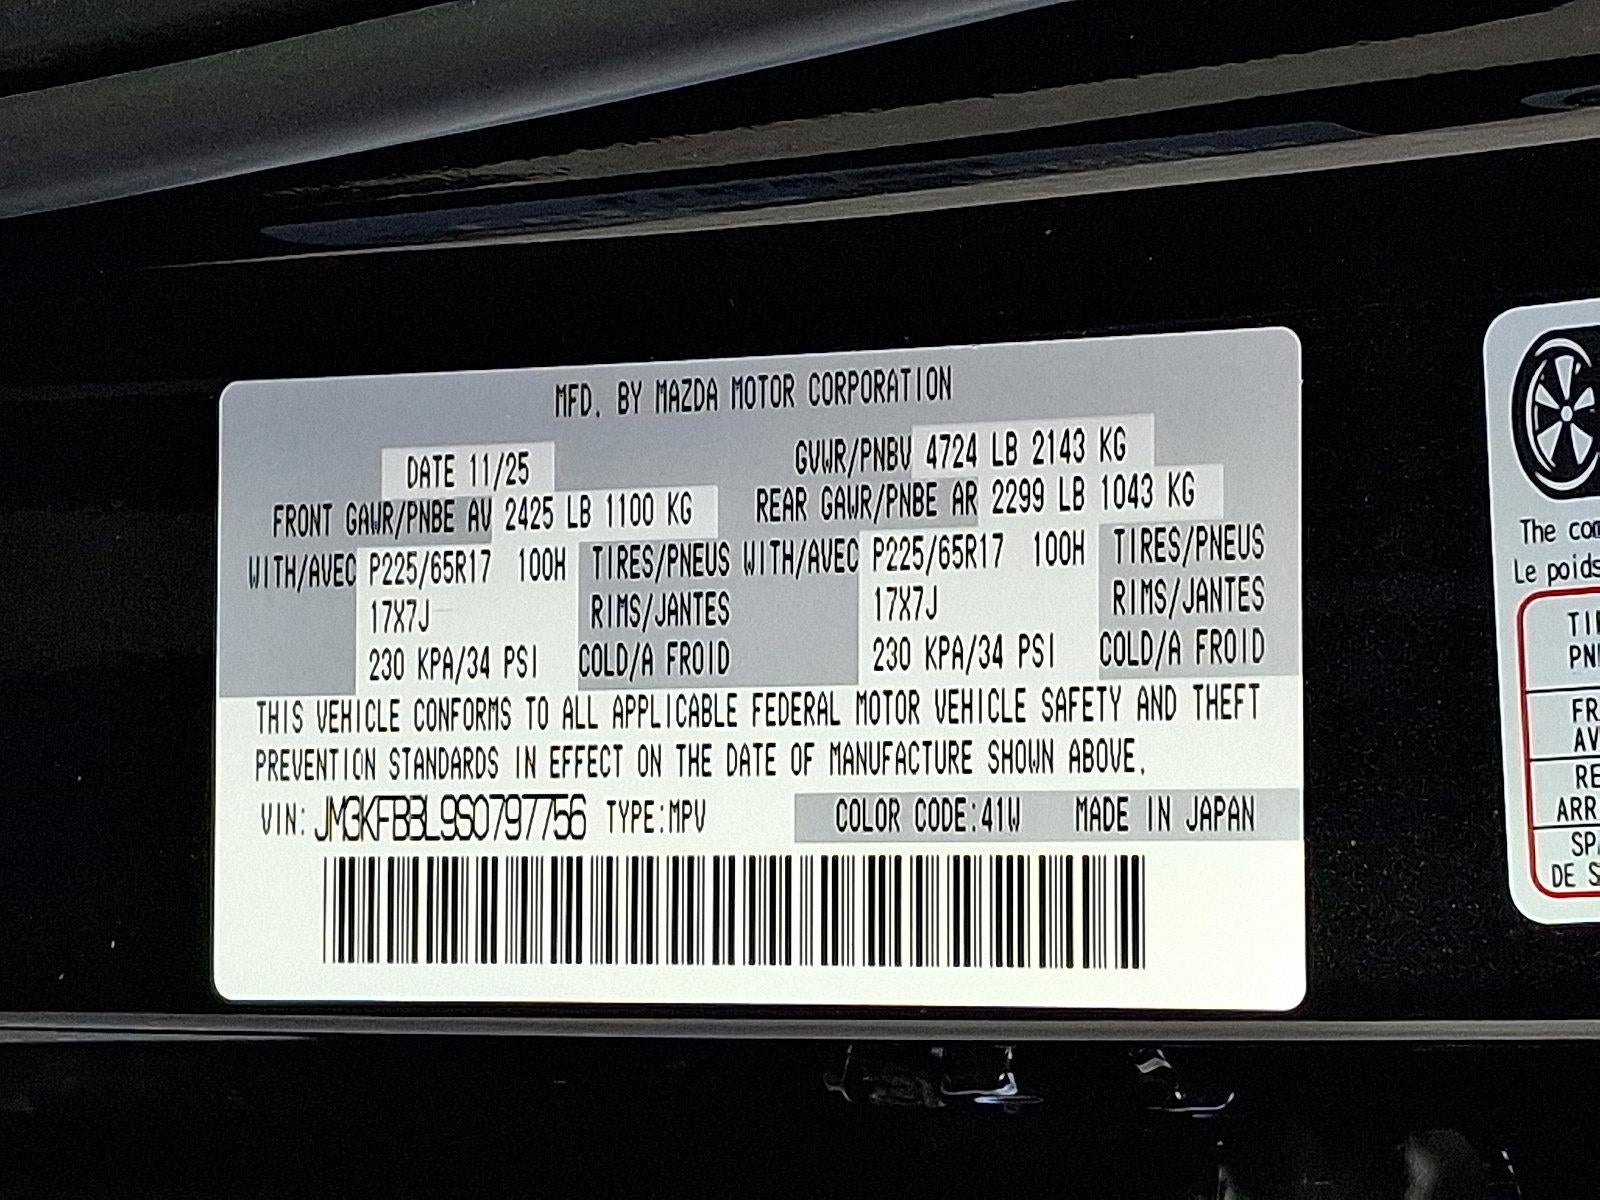 MFD. BY MAZDA MOTOR CORPORATION
DATE 11/25 GVWR/PNBV 4724 LB 2143 KG
FRONT GAWR/PNBE AV 2425 LB 1100 KG REAR GAWR/PNBE AR 2299 LB 1043 KG
WITH/AVEC P225/65R17 100H TIRES/PNEUS WITH/AVEC P225/65R17 100H TIRES/PNEUS
17X7J RIMS/JANTES 17X7J RIMS/JANTES
230 KPA/34 PSI COLD/A FROID 230 KPA/34 PSI COLD/A FROID
THIS VEHICLE CONFORMS TO ALL APPLICABLE FEDERAL MOTOR VEHICLE SAFETY AND THEFT
PREVENTION STANDARDS IN EFFECT ON THE DATE OF MANUFACTURE SHOWN ABOVE.
VIN: JM3KFBBL9S0797756 TYPE:MPV COLOR CODE:41W MADE IN JAPAN
The
Le poids
DE